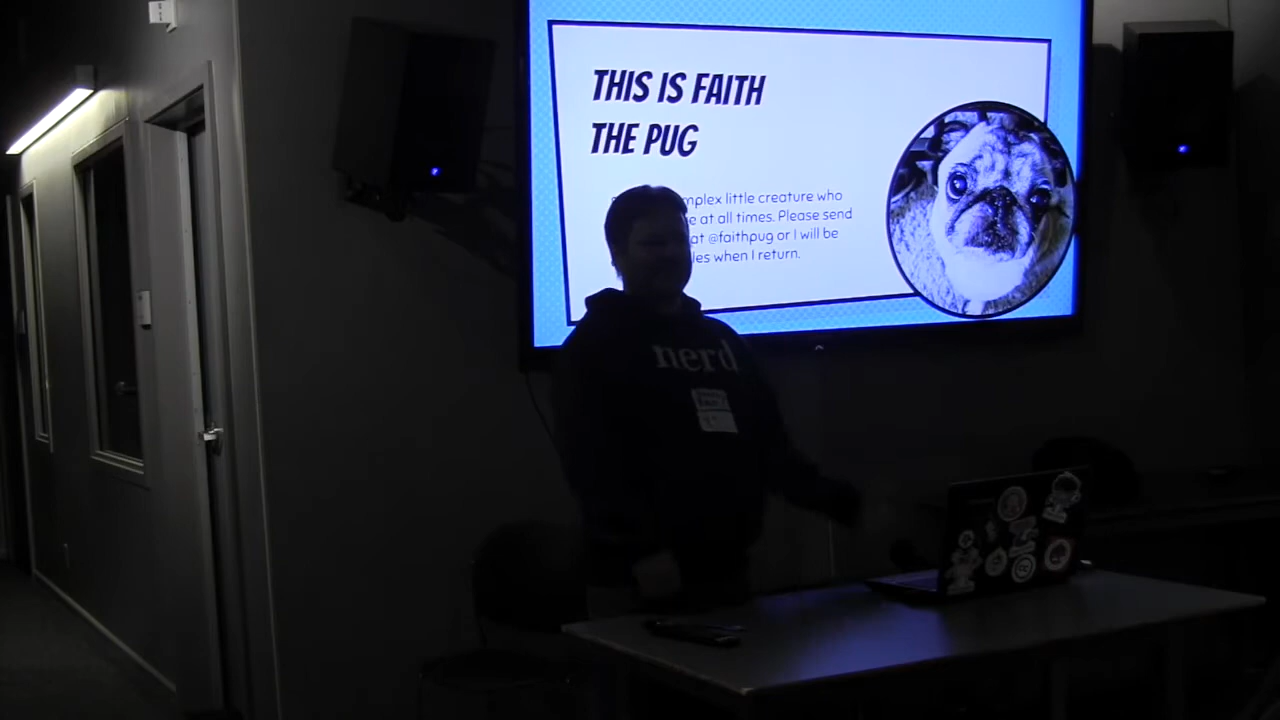 THIS IS FAITH
THE PUG
mplex little creature who
at all times. Please send
at @faithpug or I will be
when I return.
nerd